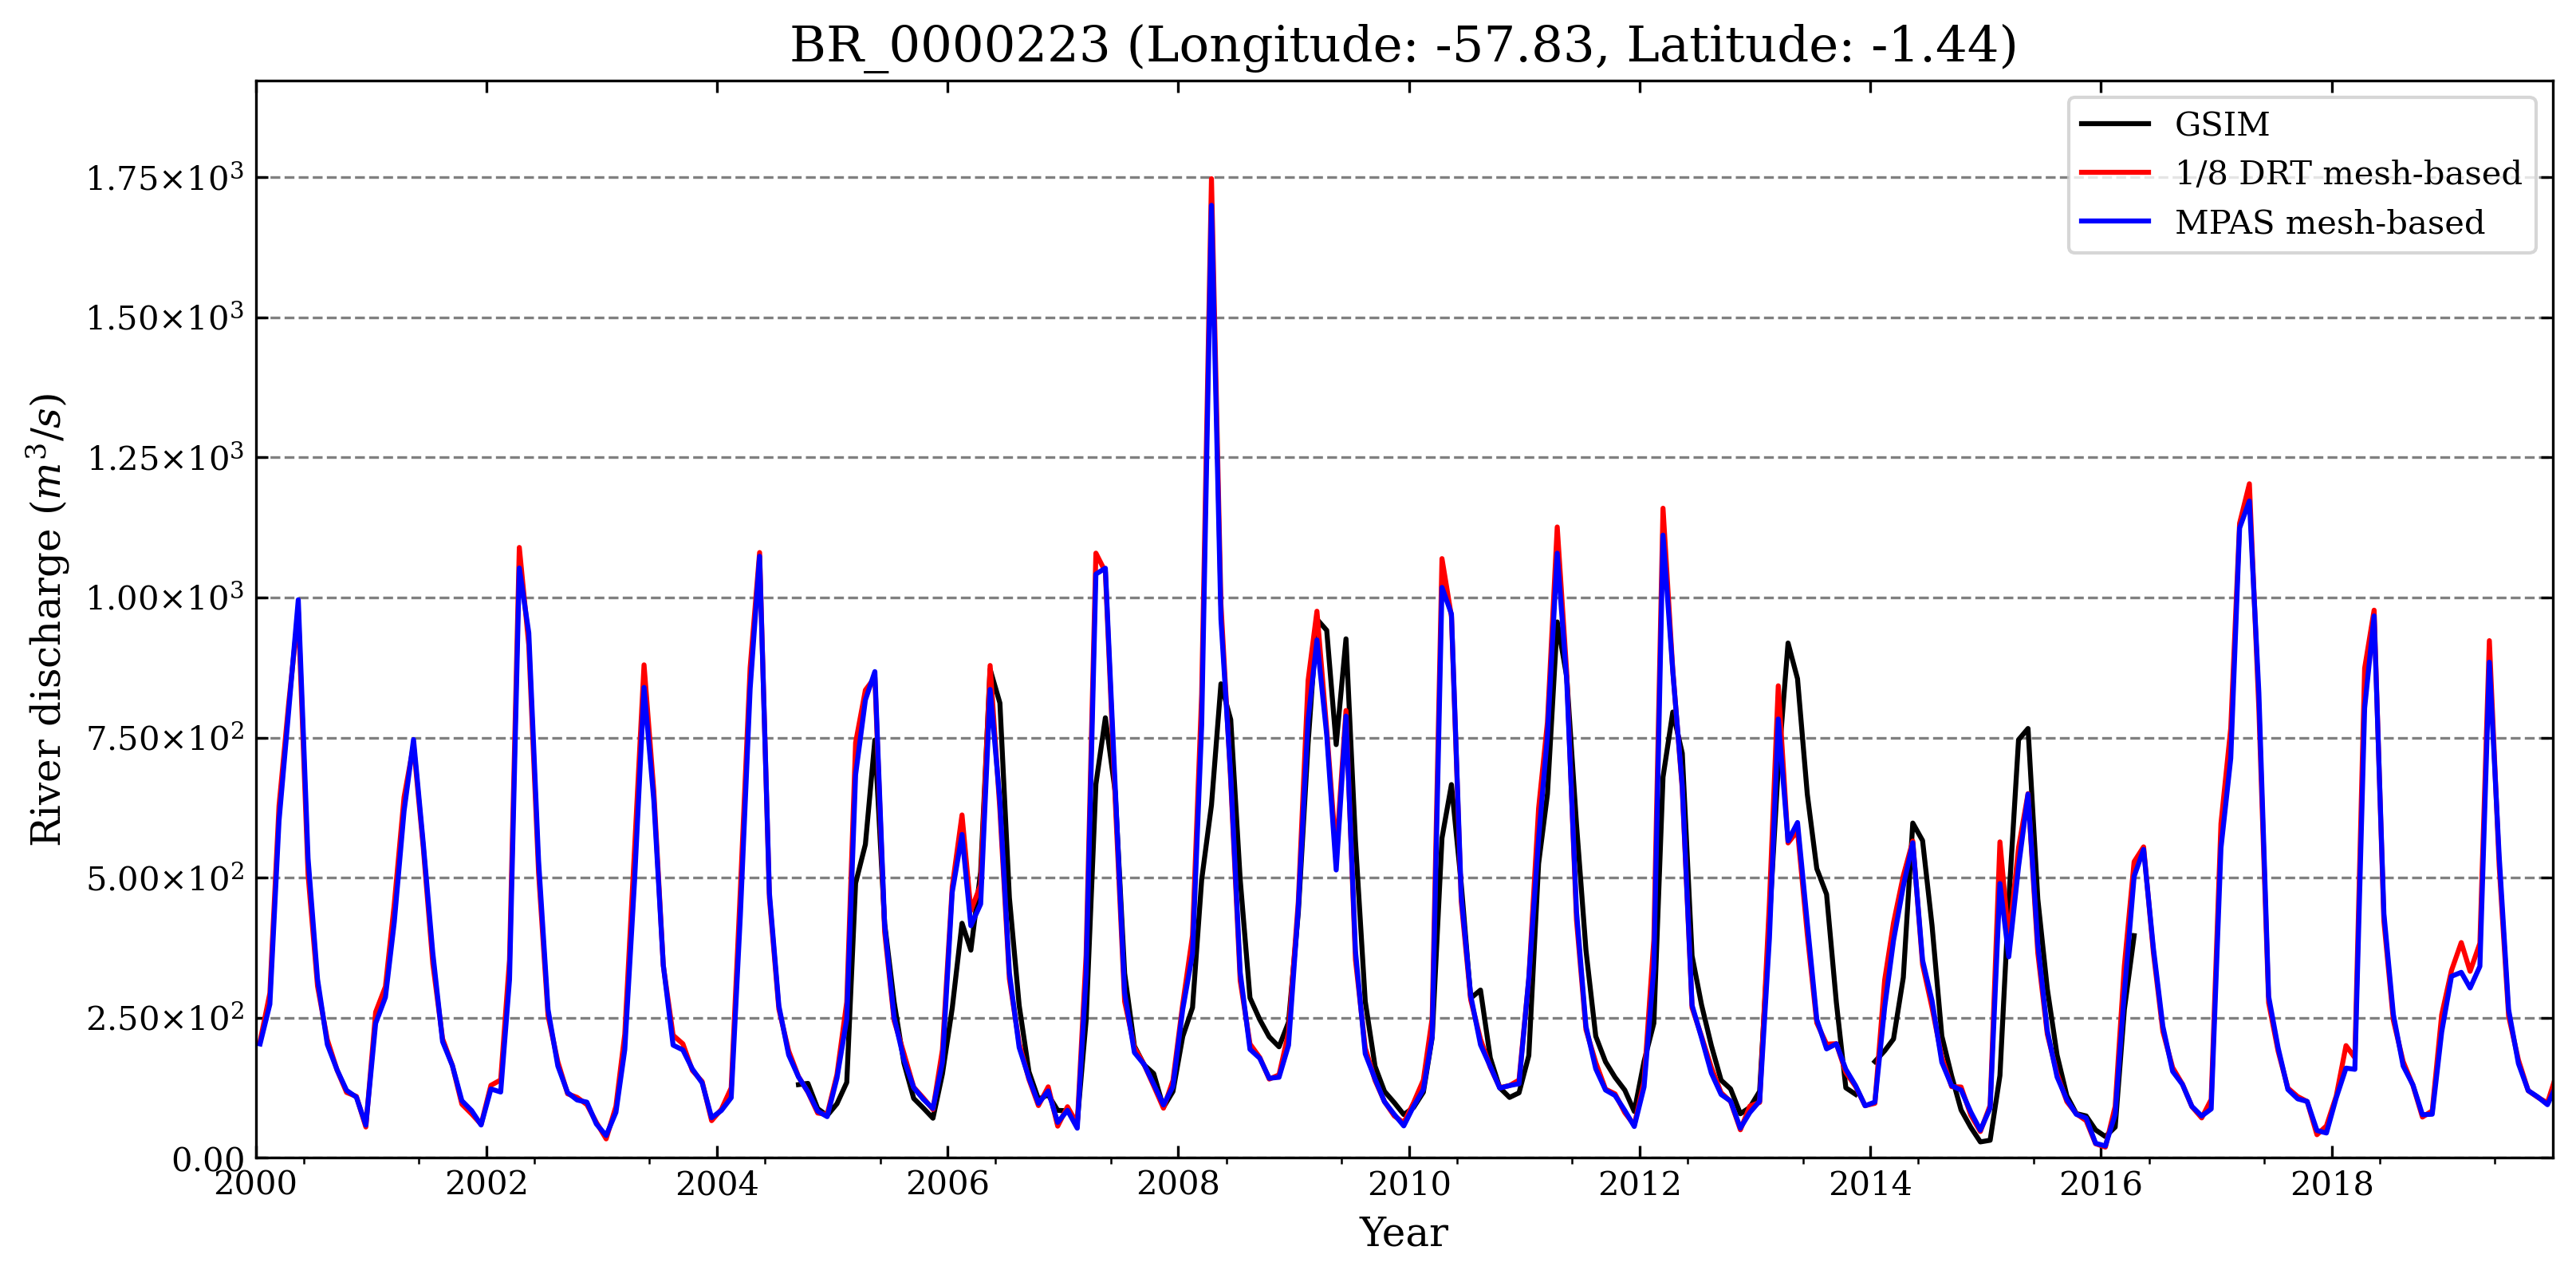 BR_0000223 (Longitude: -57.83, Latitude: -1.44)
GSIM
1/8 DRT mesh-based
MPAS mesh-based
River discharge (m³/s)
1.75×10³
1.50×10³
1.25×10³
1.00×10³
7.50×10²
5.00×10²
2.50×10²
0.00
2000 2002 2004 2006 2008 2010 2012 2014 2016 2018
Year